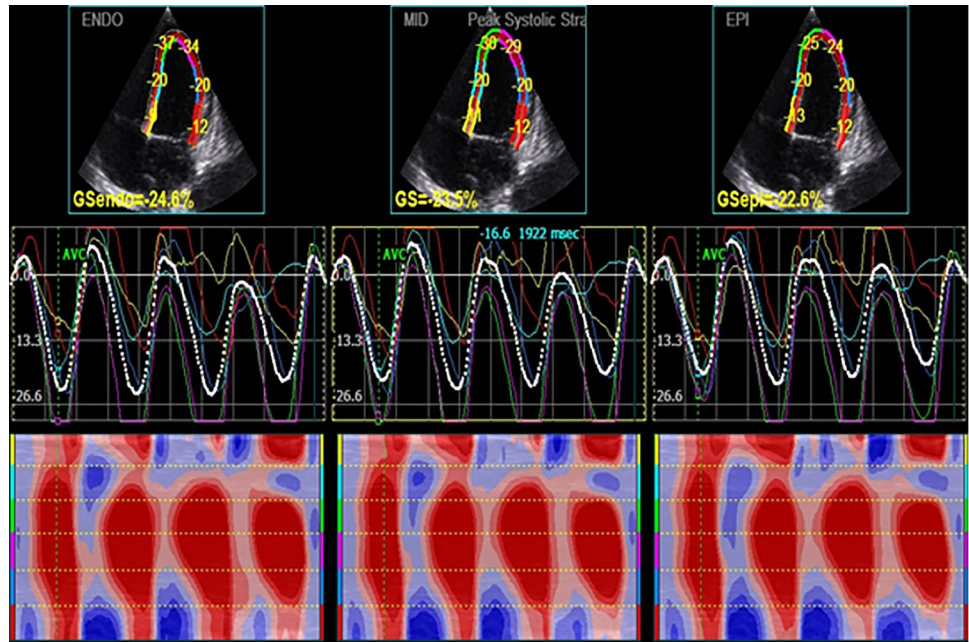 ENDO
-37 -34
-20
-20
-12
GSendo=-24.6%
MID Peak Systolic Stra
-30 -29
-20
-20
-12
GS=-23.5%
EPI
-25 -24
-20
-20
-13
-12
GSepi=-22.6%
AVC
0.0
-13.3
-26.6
-16.6 1922 msec
AVC
0.0
-13.3
-26.6
AVC
0.0
-13.3
-26.6